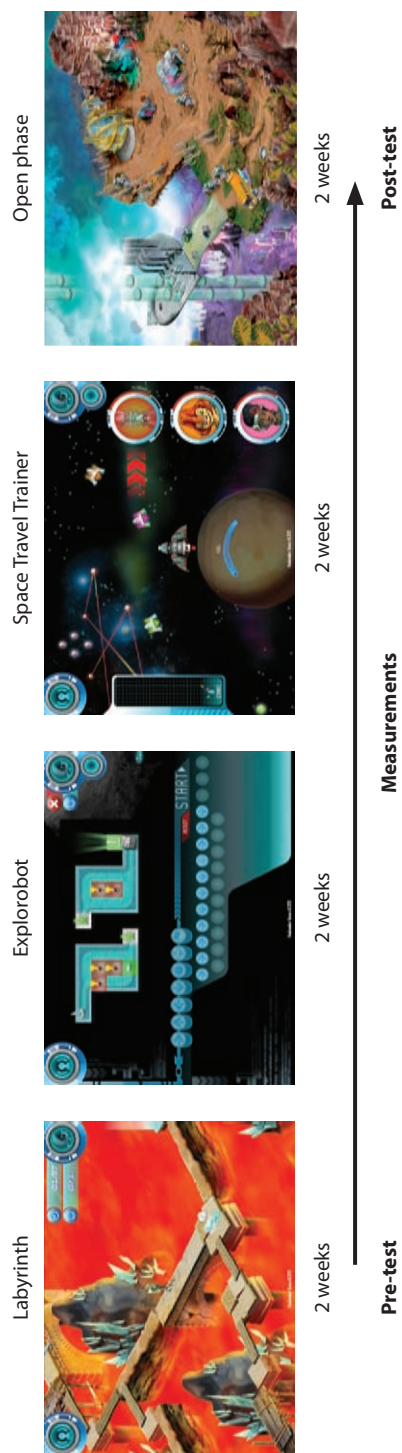 Labyrinth
Explorobot
Space Travel Trainer
Open phase
START
2 weeks
2 weeks
2 weeks
2 weeks
Pre-test
Measurements
Post-test